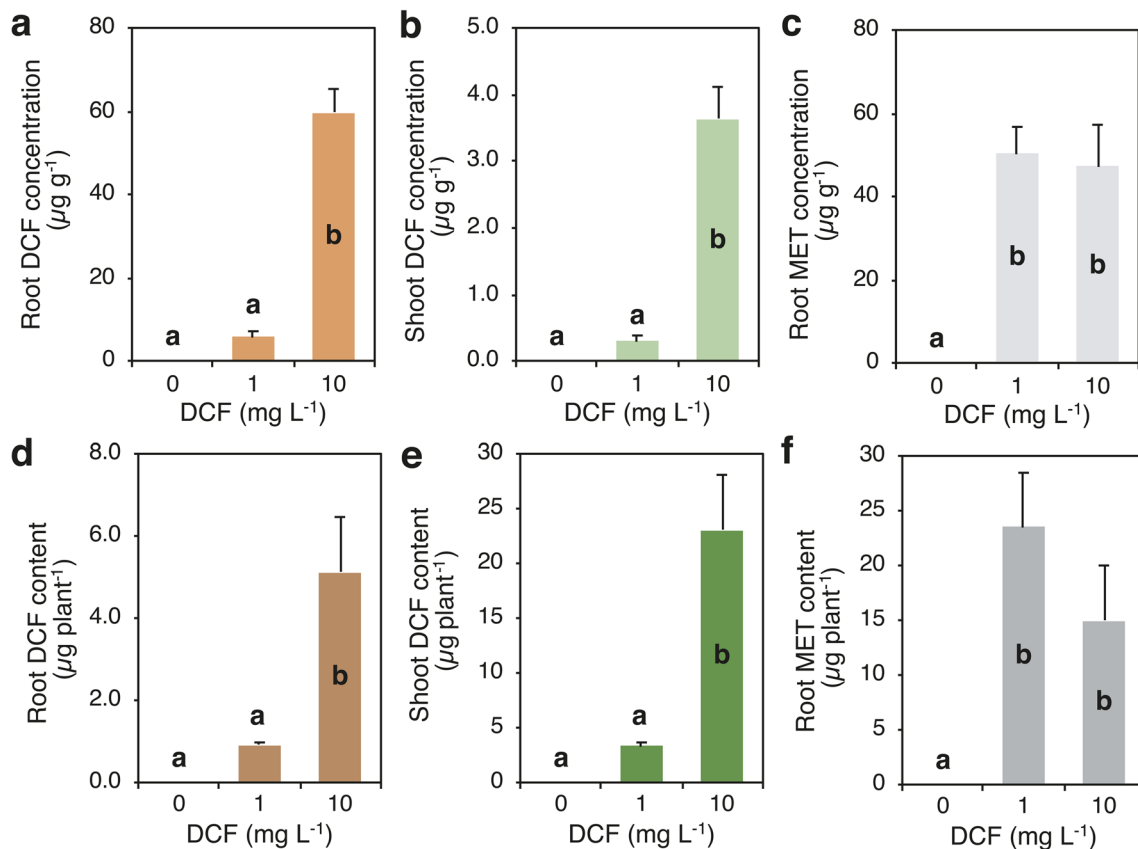 a
Root DCF concentration
(µg g-1)
80
60
40
20
0
a
a
b
0 1 10
DCF (mg L-1)
b
Shoot DCF concentration
(µg g-1)
5.0
4.0
3.0
2.0
1.0
0.0
a
a
b
0 1 10
DCF (mg L-1)
c
Root MET concentration
(µg g-1)
80
60
40
20
0
a
b
b
0 1 10
DCF (mg L-1)
d
Root DCF content
(µg plant-1)
8.0
6.0
4.0
2.0
0.0
a
a
b
0 1 10
DCF (mg L-1)
e
Shoot DCF content
(µg plant-1)
30
25
20
15
10
5
0
a
a
b
0 1 10
DCF (mg L-1)
f
Root MET content
(µg plant-1)
30
25
20
15
10
5
0
a
b
b
0 1 10
DCF (mg L-1)